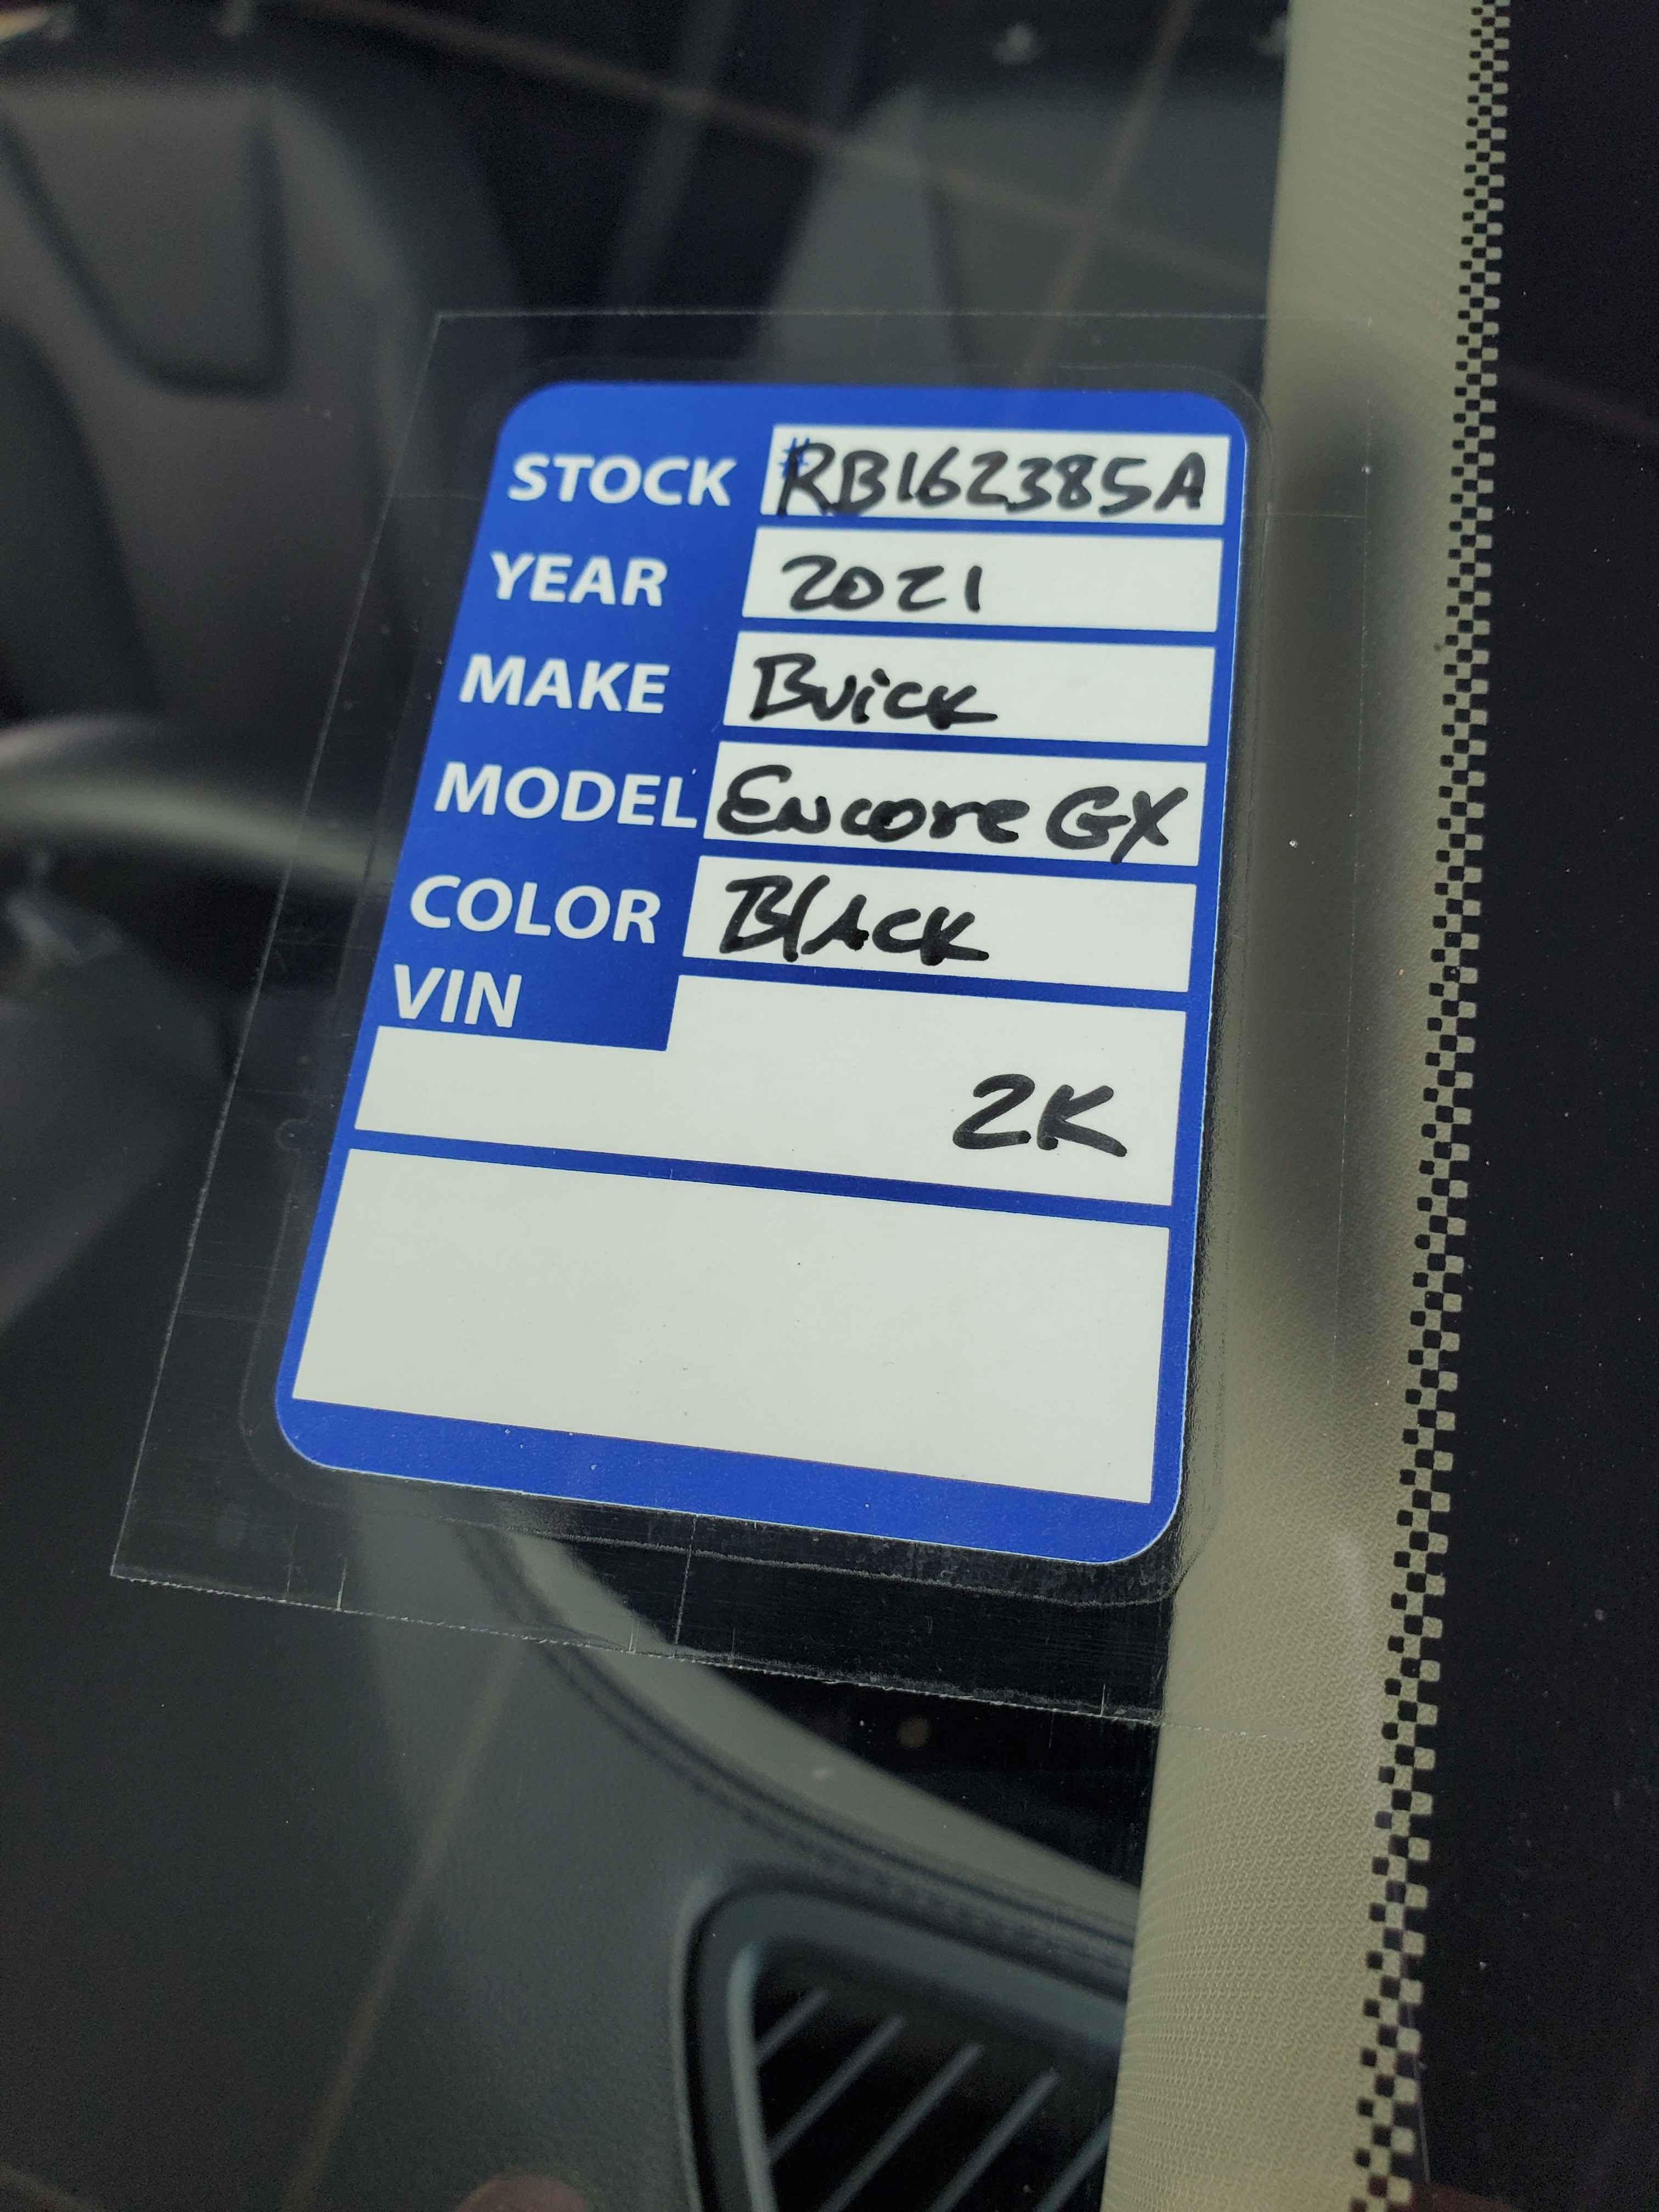 STOCK #RB162385A
YEAR 2021
MAKE Buick
MODEL Encore GX
COLOR Black
VIN
2K